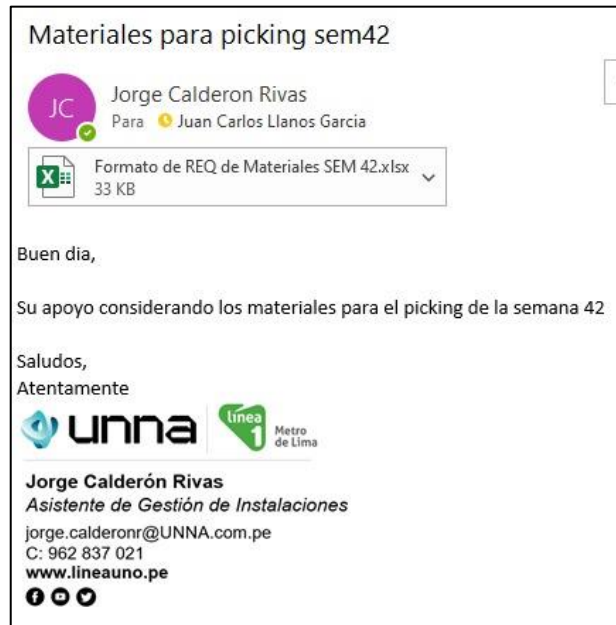 Materiales para picking sem42
JC
Jorge Calderon Rivas
Para Juan Carlos Llanos Garcia
Formato de REQ de Materiales SEM 42.xlsx
33 KB
Buen dia,
Su apoyo considerando los materiales para el picking de la semana 42
Saludos,
Atentamente
unna línea 1 Metro de Lima
Jorge Calderón Rivas
Asistente de Gestión de Instalaciones
jorge.calderonr@UNNA.com.pe
C: 962 837 021
www.lineauno.pe